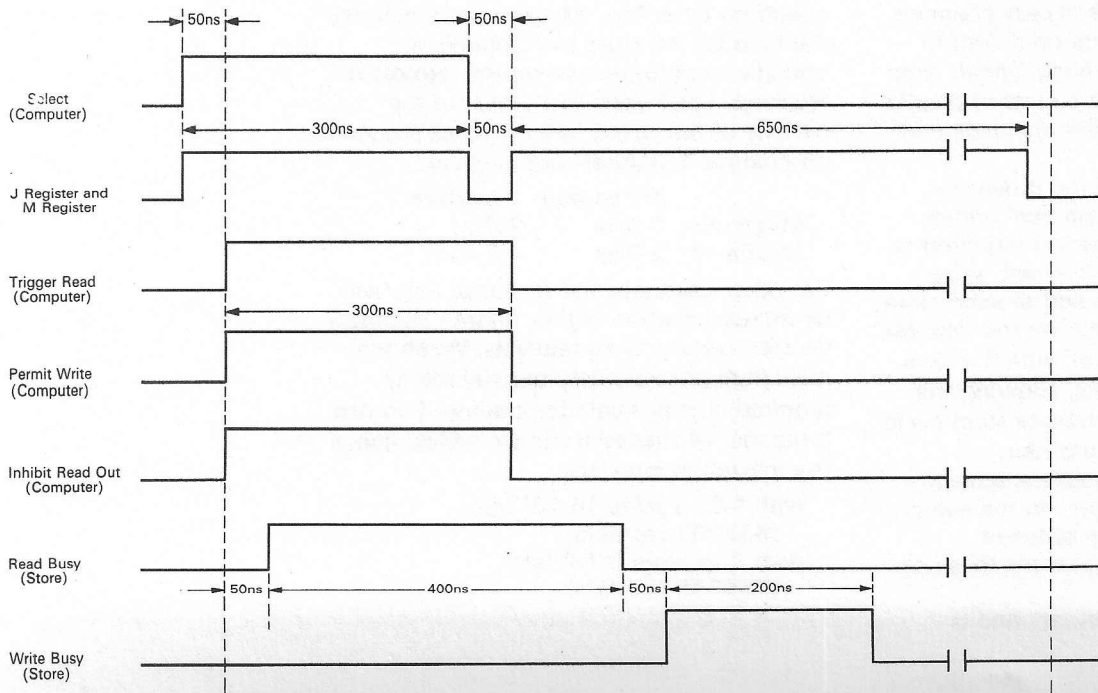 50ns
50ns
Select
(Computer)
300ns
50ns
650ns
J Register and
M Register
Trigger Read
(Computer)
300ns
Permit Write
(Computer)
Inhibit Read Out
(Computer)
Read Busy
(Store)
50ns
400ns
50ns
200ns
Write Busy
(Store)